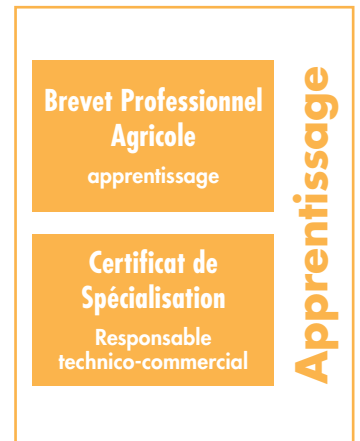 Brevet Professionnel
Agricole
apprentissage
Certificat de
Spécialisation
Responsable
technico-commercial
Apprentissage